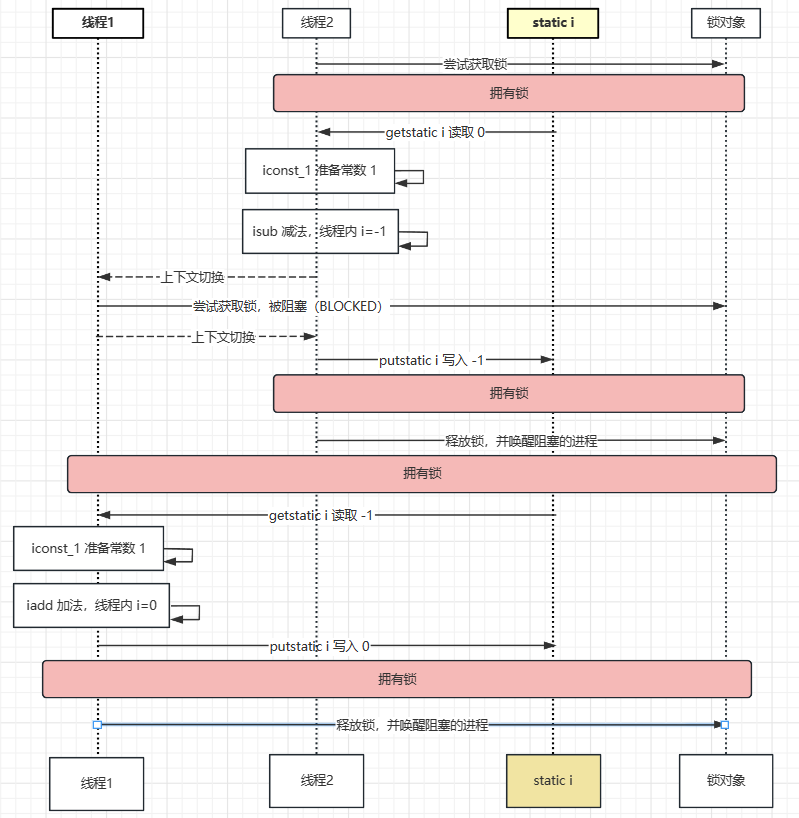 线程1
线程2
static i
锁对象
尝试获取锁
拥有锁
getstatic i 读取 0
iconst_1 准备常数 1
isub 减法，线程内 i=-1
上下文切换
尝试获取锁，被阻塞（BLOCKED）
上下文切换
putstatic i 写入 -1
拥有锁
释放锁，并唤醒阻塞的进程
拥有锁
getstatic i 读取 -1
iconst_1 准备常数 1
iadd 加法，线程内 i=0
putstatic i 写入 0
拥有锁
释放锁，并唤醒阻塞的进程
线程1
线程2
static i
锁对象